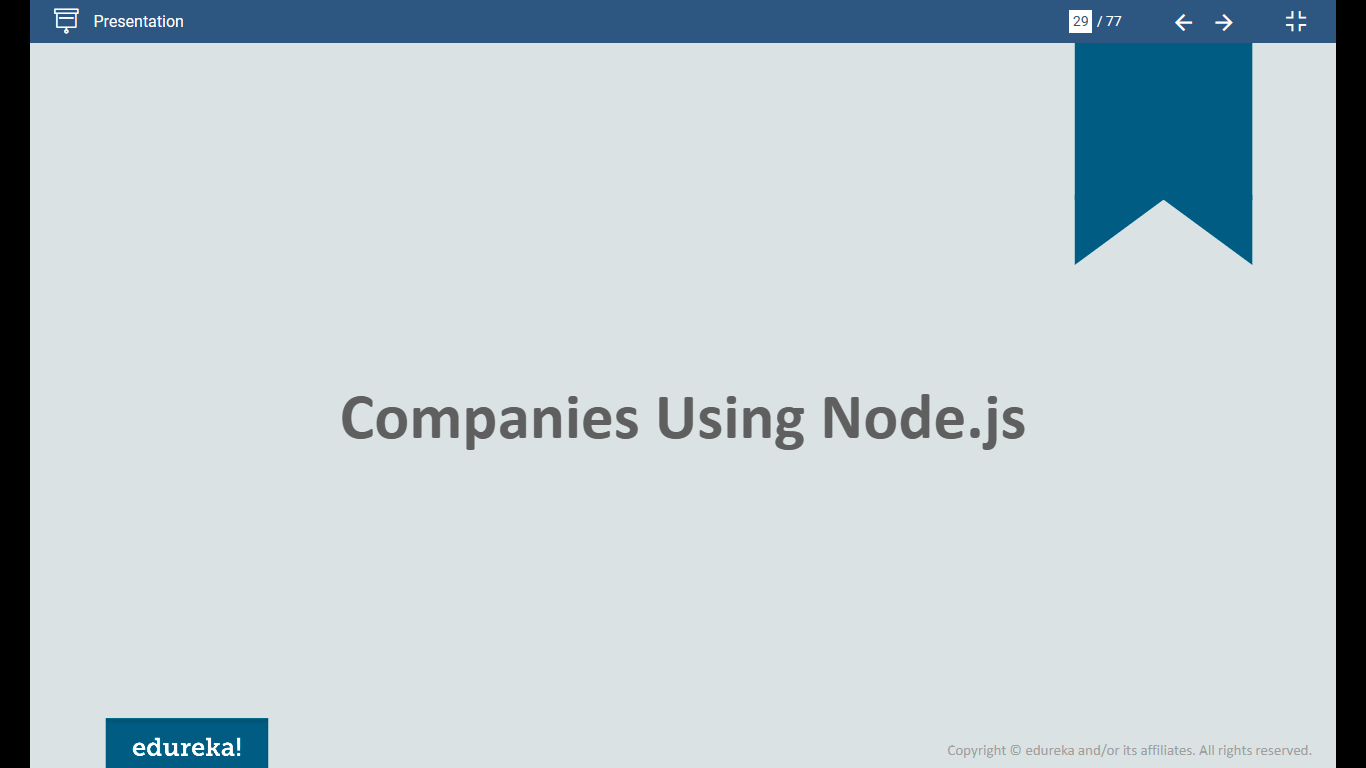 Presentation
29 / 77
Companies Using Node.js
edureka!
Copyright © edureka and/or its affiliates. All rights reserved.